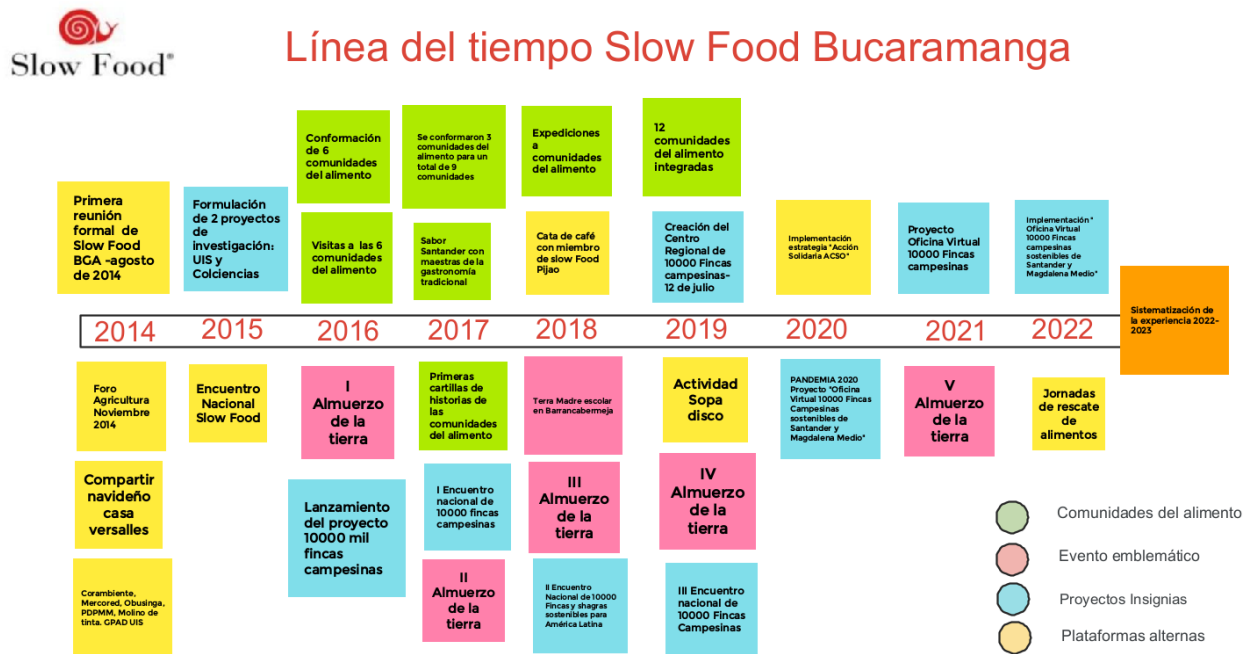 Slow Food®
Línea del tiempo Slow Food Bucaramanga
Primera
reunión
formal de
Slow Food
BGA -agosto
de 2014
Formulación
de 2 proyectos
de
investigación:
UIS y
Colciencias
Conformación
de 6
comunidades
del alimento
Visitas a las 6
comunidades
del alimento
Se conformaron 3
comunidades del
alimento para un
total de 9
comunidades
Sabor
Santander con
maestras de la
gastronomía
tradicional
Expediciones
a
comunidades
del alimento
Cata de café
con miembro
de slow Food
Pijao
12
comunidades
del alimento
integradas
Creación del
Centro
Regional de
10000 Fincas
campesinas-
12 de julio
Implementación
estrategia "Acción
Solidaria ACSO"
Proyecto
Oficina Virtual
10000 Fincas
campesinas
Implementación "
Oficina Virtual
10000 Fincas
campesinas
sostenibles de
Santander y
Magdalena Medio"
Sistematización de
la experiencia 2022-
2023
2014
2015
2016
2017
2018
2019
2020
2021
2022
Foro
Agricultura
Noviembre
2014
Compartir
navideño
casa
versalles
Corambiente,
Mercored, Obusinga,
PDPMM, Molino de
tinta. GPAD UIS
Encuentro
Nacional
Slow Food
I
Almuerzo
de la
tierra
Lanzamiento
del proyecto
10000 mil
fincas
campesinas
Primeras
cartillas de
historias de
las
comunidades
del alimento
I Encuentro
nacional de
10000 fincas
campesinas
II
Almuerzo
de la
tierra
Terra Madre escolar
en Barrancabermeja
III
Almuerzo
de la
tierra
II Encuentro
Nacional de 10000
Fincas y shagras
sostenibles para
América Latina
Actividad
Sopa
disco
IV
Almuerzo
de la
tierra
III Encuentro
nacional de
10000 Fincas
Campesinas
PANDEMIA 2020
Proyecto "Oficina
Virtual 10000 Fincas
Campesinas
sostenibles de
Santander y
Magdalena Medio"
V
Almuerzo
de la
tierra
Jornadas
de rescate
de
alimentos
Comunidades del alimento
Evento emblemático
Proyectos Insignias
Plataformas alternas